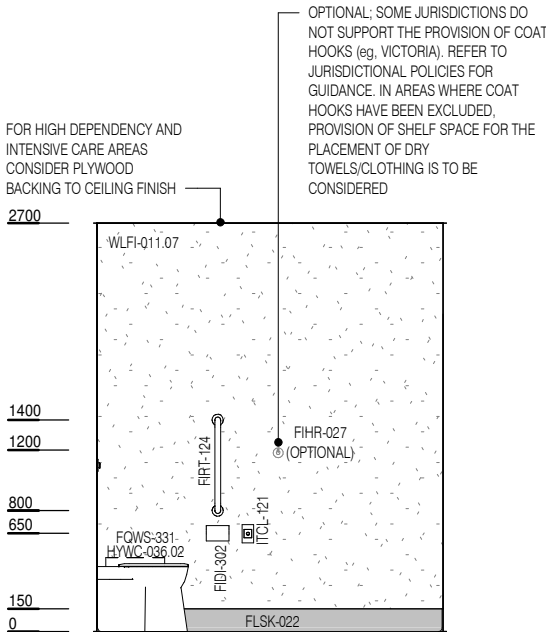 OPTIONAL; SOME JURISDICTIONS DO
NOT SUPPORT THE PROVISION OF COAT
HOOKS (eg, VICTORIA). REFER TO
JURISDICTIONAL POLICIES FOR
GUIDANCE. IN AREAS WHERE COAT
HOOKS HAVE BEEN EXCLUDED,
PROVISION OF SHELF SPACE FOR THE
PLACEMENT OF DRY
TOWELS/CLOTHING IS TO BE
CONSIDERED
FOR HIGH DEPENDENCY AND
INTENSIVE CARE AREAS
CONSIDER PLYWOOD
BACKING TO CEILING FINISH
2700
WLFI-011.07
1400
1200
FIRT-124
FIHR-027
(OPTIONAL)
800
650
ITCL-121
FIDI-302
FQWS-331
HYWC-036.02
150
0
FLSK-022